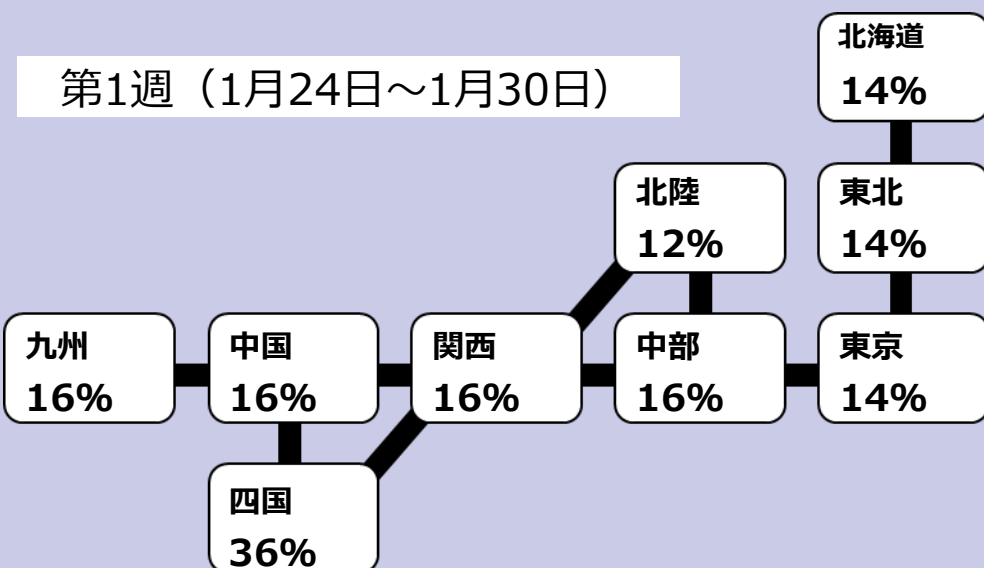 第1週（1月24日～1月30日）
北海道
14%
北陸
12%
東北
14%
九州
16%
中国
16%
関西
16%
中部
16%
東京
14%
四国
36%